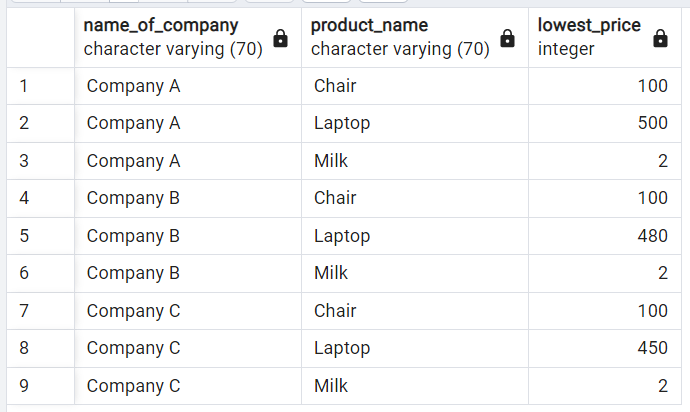 name_of_company product_name lowest_price
character varying (70) character varying (70) integer
1 Company A Chair 100
2 Company A Laptop 500
3 Company A Milk 2
4 Company B Chair 100
5 Company B Laptop 480
6 Company B Milk 2
7 Company C Chair 100
8 Company C Laptop 450
9 Company C Milk 2